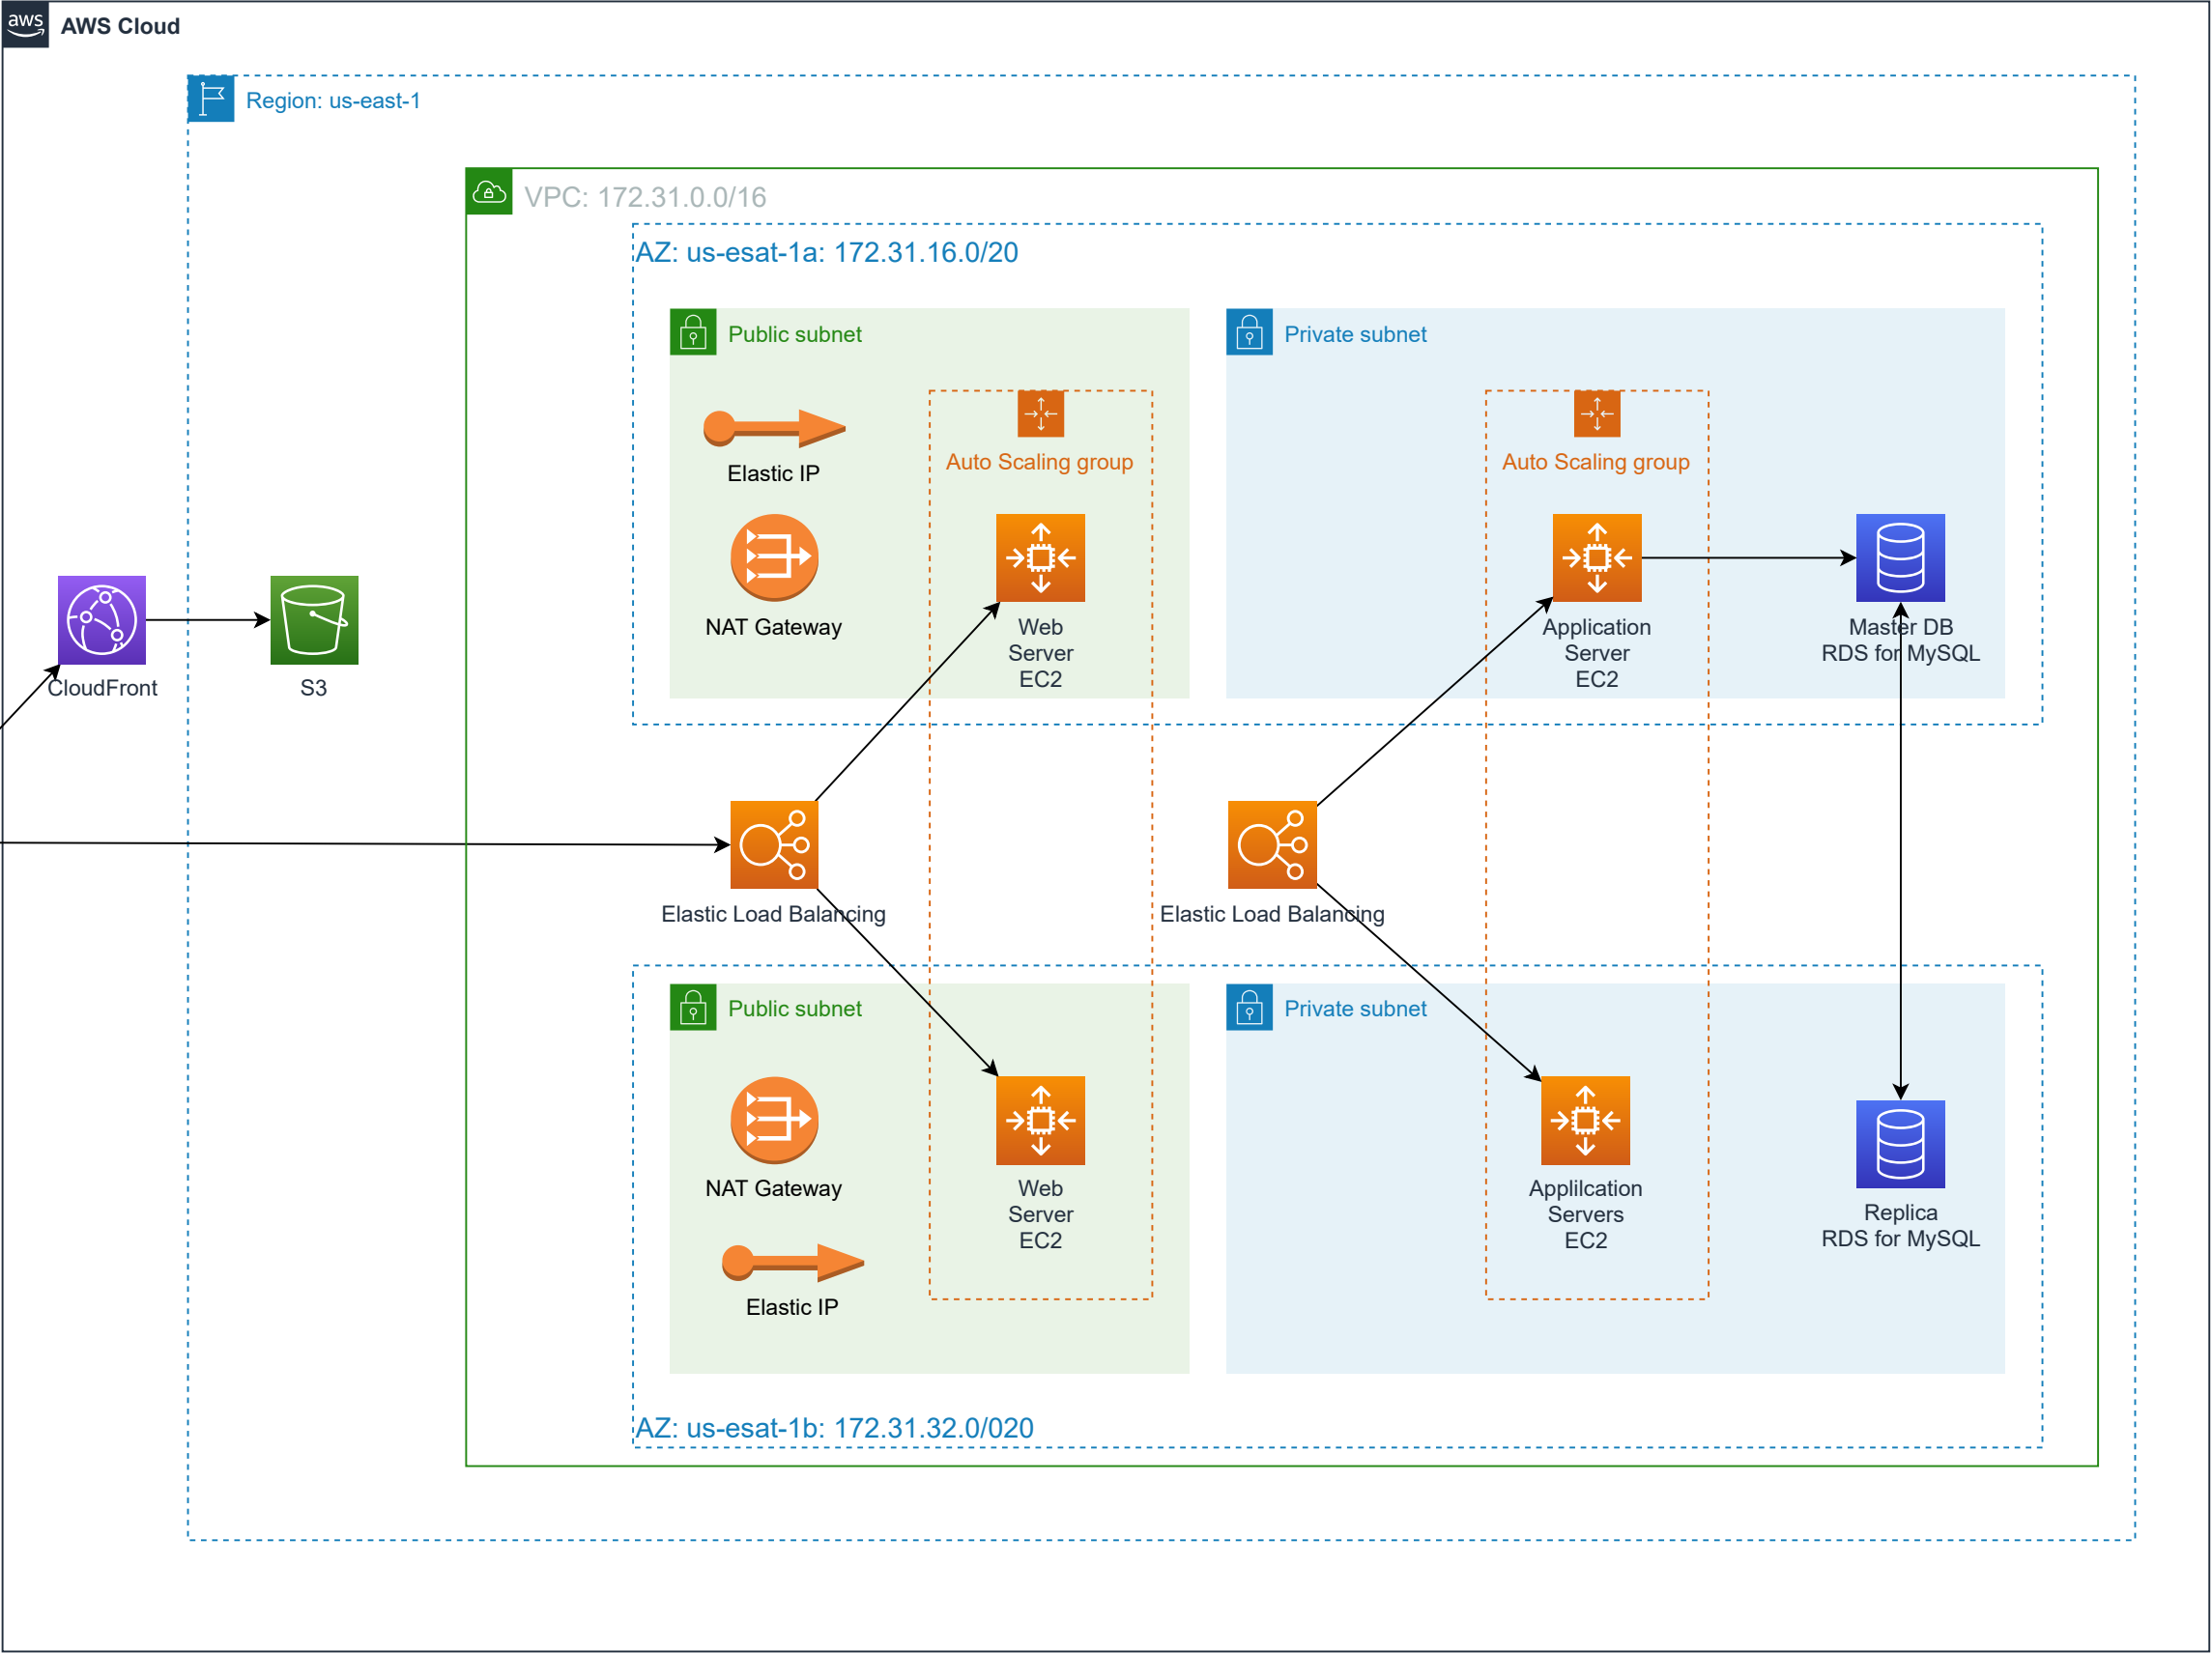 aws
AWS Cloud
Region: us-east-1
VPC: 172.31.0.0/16
AZ: us-esat-1a: 172.31.16.0/20
Public subnet
Private subnet
Elastic IP
Auto Scaling group
Auto Scaling group
NAT Gateway
Web
Server
EC2
Application
Server
EC2
Master DB
RDS for MySQL
CloudFront
S3
Elastic Load Balancing
Elastic Load Balancing
Public subnet
Private subnet
NAT Gateway
Web
Server
EC2
Applilcation
Servers
EC2
Replica
RDS for MySQL
Elastic IP
AZ: us-esat-1b: 172.31.32.0/020